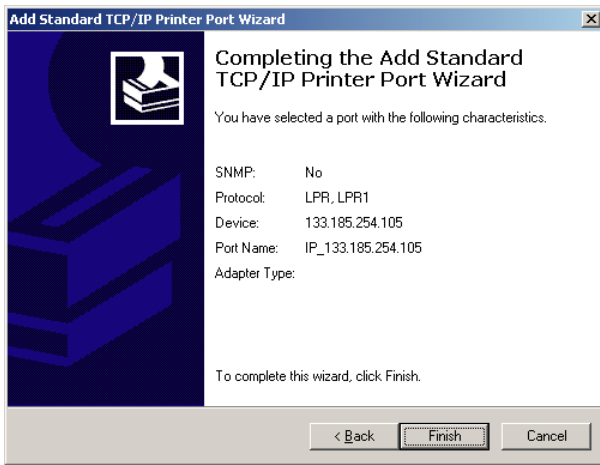 Add Standard TCP/IP Printer Port Wizard
Completing the Add Standard
TCP/IP Printer Port Wizard
You have selected a port with the following characteristics.
SNMP: No
Protocol: LPR, LPR1
Device: 133.185.254.105
Port Name: IP_133.185.254.105
Adapter Type:
To complete this wizard, click Finish.
< Back Finish Cancel